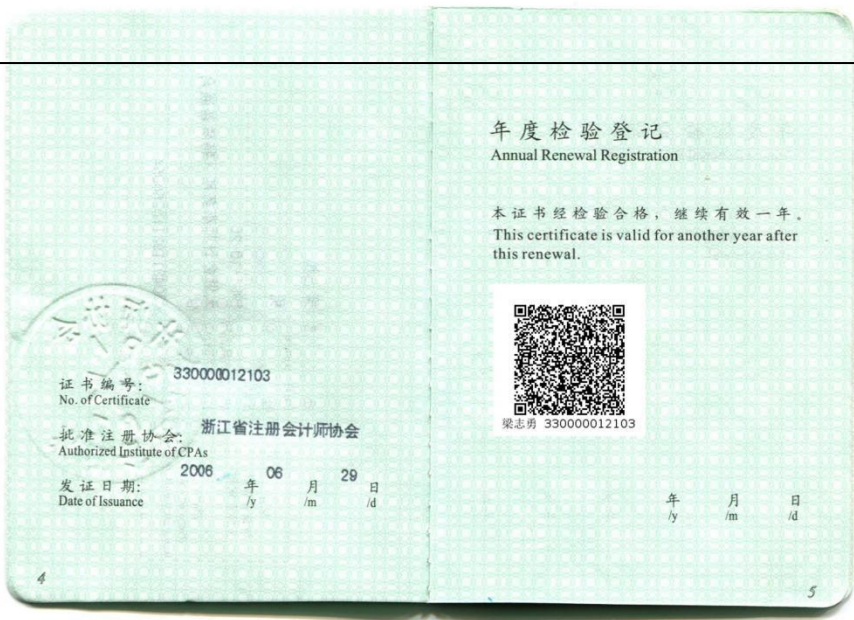 证书编号: 330000012103
No. of Certificate
批准注册协会: 浙江省注册会计师协会
Authorized Institute of CPAs
发证日期: 2006 年 06 月 29 日
Date of Issuance /y /m /d
4
年度检验登记
Annual Renewal Registration
本证书经检验合格，继续有效一年。
This certificate is valid for another year after
this renewal.
梁志勇 330000012103
年 月 日
/y /m /d
5